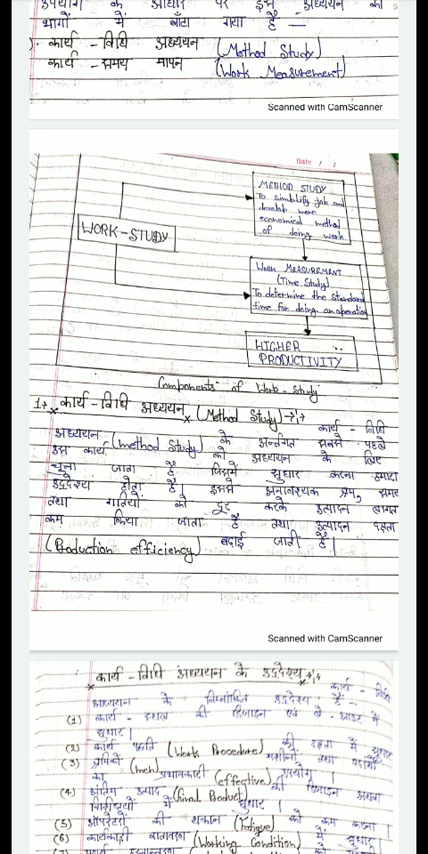 उपयोग के आधार पर इस अध्ययन को
भागों में बाँटा गया है —
). कार्य - विधि अध्ययन (Method Study)
कार्य - समय मापन (Work Measurement)
Scanned with CamScanner
Date / /
METHOD STUDY
To simplify job and
develop more
economical method
of doing work
WORK-STUDY
WORK MEASUREMENT
(Time Study)
To determine the standard
time for doing an operation
HIGHER
PRODUCTIVITY
Components of Work-Study
1→ कार्य - विधि अध्ययन (Method Study) →
कार्य - विधि
अध्ययन (method study) के अन्तर्गत सबसे पहले
उस कार्य को अध्ययन के लिए
चुना जाता है जिसमें सुधार करना हमारा
उद्देश्य होता है। इसमें अनावश्यक श्रम, समय
तथा गतियों को दूर करके उत्पादन लागत
कम किया जाता है तथा उत्पादन दक्षता
(Production efficiency) बढाई जाती है।
Scanned with CamScanner
कार्य - विधि अध्ययन के उद्देश्य
कार्य - विधि
अध्ययन के निम्नांकित उद्देश्य हैं -
(1) कार्य - स्थल की डिजाइन एवं ले - आउट में
सुधार।
(2) कार्य पद्धति (Work Procedure) की दक्षता में सुधार
(3) श्रमिकों (men) मशीनों तथा पदार्थों
का प्रभावकारी (effective) उपयोग।
(4) अंतिम उत्पाद (Final Product) की डिजाइन अथवा
में सुधार।
(5) ऑपरेटरों की थकान (Fatigue) को कम करना।
(6) कार्यकारी वातावरण (Working Condition) में सुधार।